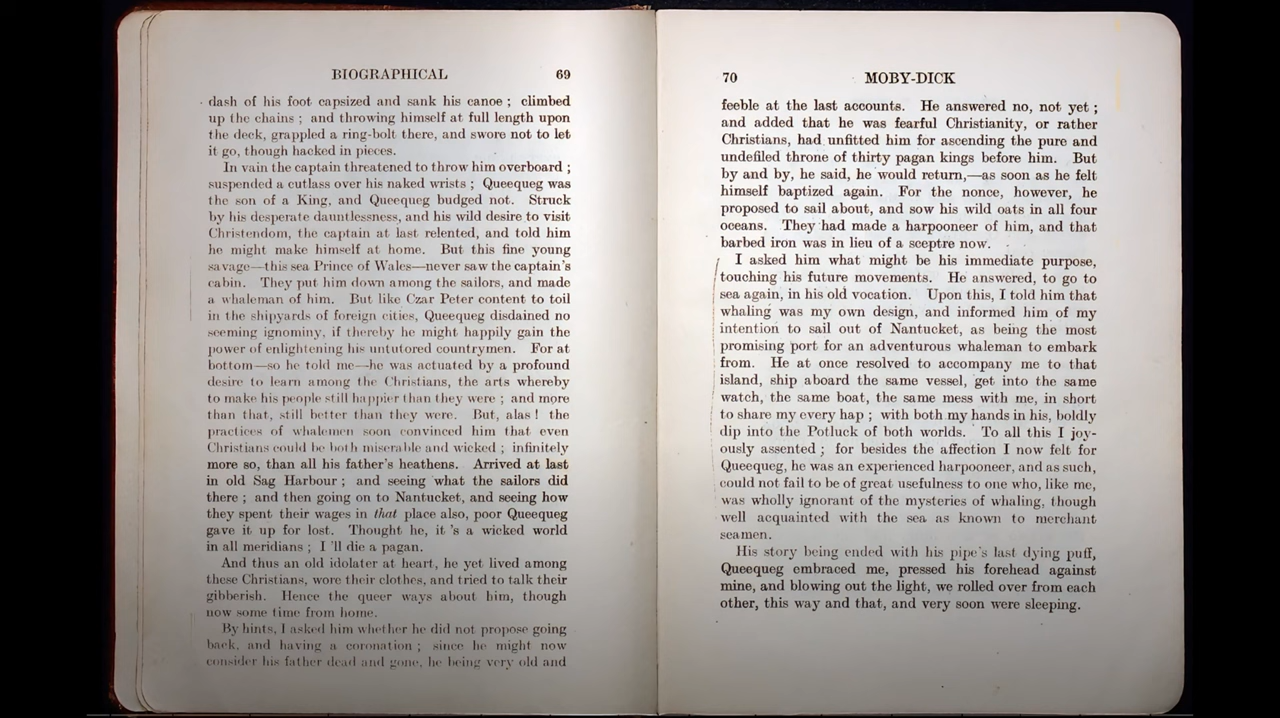 BIOGRAPHICAL 69
dash of his foot capsized and sank his canoe ; climbed
up the chains ; and throwing himself at full length upon
the deck, grappled a ring-bolt there, and swore not to let
it go, though hacked in pieces.
In vain the captain threatened to throw him overboard ;
suspended a cutlass over his naked wrists ; Queequeg was
the son of a King, and Queequeg budged not. Struck
by his desperate dauntlessness, and his wild desire to visit
Christendom, the captain at last relented, and told him
he might make himself at home. But this fine young
savage—this sea Prince of Wales—never saw the captain's
cabin. They put him down among the sailors, and made
a whaleman of him. But like Czar Peter content to toil
in the shipyards of foreign cities, Queequeg disdained no
seeming ignominy, if thereby he might happily gain the
power of enlightening his untutored countrymen. For at
bottom—so he told me—he was actuated by a profound
desire to learn among the Christians, the arts whereby
to make his people still happier than they were ; and more
than that, still better than they were. But, alas ! the
practices of whalemen soon convinced him that even
Christians could be both miserable and wicked ; infinitely
more so, than all his father's heathens. Arrived at last
in old Sag Harbour ; and seeing what the sailors did
there ; and then going on to Nantucket, and seeing how
they spent their wages in that place also, poor Queequeg
gave it up for lost. Thought he, it 's a wicked world
in all meridians ; I 'll die a pagan.
And thus an old idolater at heart, he yet lived among
these Christians, wore their clothes, and tried to talk their
gibberish. Hence the queer ways about him, though
now some time from home.
By hints, I asked him whether he did not propose going
back, and having a coronation ; since he might now
consider his father dead and gone, he being very old and
70 MOBY-DICK
feeble at the last accounts. He answered no, not yet ;
and added that he was fearful Christianity, or rather
Christians, had unfitted him for ascending the pure and
undefiled throne of thirty pagan kings before him. But
by and by, he said, he would return,—as soon as he felt
himself baptized again. For the nonce, however, he
proposed to sail about, and sow his wild oats in all four
oceans. They had made a harpooneer of him, and that
barbed iron was in lieu of a sceptre now.
I asked him what might be his immediate purpose,
touching his future movements. He answered, to go to
sea again, in his old vocation. Upon this, I told him that
whaling was my own design, and informed him of my
intention to sail out of Nantucket, as being the most
promising port for an adventurous whaleman to embark
from. He at once resolved to accompany me to that
island, ship aboard the same vessel, get into the same
watch, the same boat, the same mess with me, in short
to share my every hap ; with both my hands in his, boldly
dip into the Potluck of both worlds. To all this I joy-
ously assented ; for besides the affection I now felt for
Queequeg, he was an experienced harpooneer, and as such,
could not fail to be of great usefulness to one who, like me,
was wholly ignorant of the mysteries of whaling, though
well acquainted with the sea as known to merchant
seamen.
His story being ended with his pipe's last dying puff,
Queequeg embraced me, pressed his forehead against
mine, and blowing out the light, we rolled over from each
other, this way and that, and very soon were sleeping.